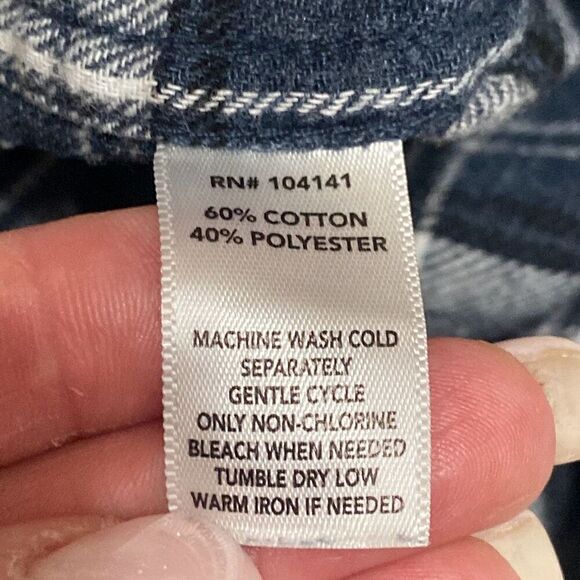 RN# 104141
60% COTTON
40% POLYESTER
MACHINE WASH COLD
SEPARATELY
GENTLE CYCLE
ONLY NON-CHLORINE
BLEACH WHEN NEEDED
TUMBLE DRY LOW
WARM IRON IF NEEDED